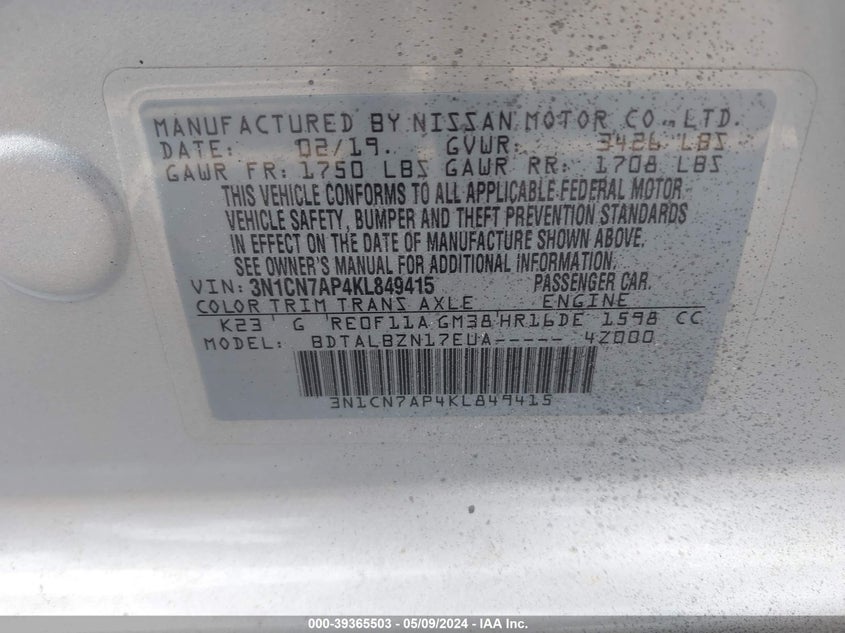 MANUFACTURED BY NISSAN MOTOR CO., LTD.
DATE: 02/19. GVWR: 3426 LBS
GAWR FR: 1750 LBS GAWR RR: 1708 LBS
THIS VEHICLE CONFORMS TO ALL APPLICABLE FEDERAL MOTOR
VEHICLE SAFETY, BUMPER AND THEFT PREVENTION STANDARDS
IN EFFECT ON THE DATE OF MANUFACTURE SHOWN ABOVE.
SEE OWNER'S MANUAL FOR ADDITIONAL INFORMATION.
VIN: 3N1CN7AP4KL849415 PASSENGER CAR.
COLOR TRIM TRANS AXLE ENGINE
K23 G RE0F11A GM38 HR16DE 1598 CC
MODEL: BDTALBZN17EUA----- 4Z000
3N1CN7AP4KL849415
000-39365503 - 05/09/2024 - IAA Inc.